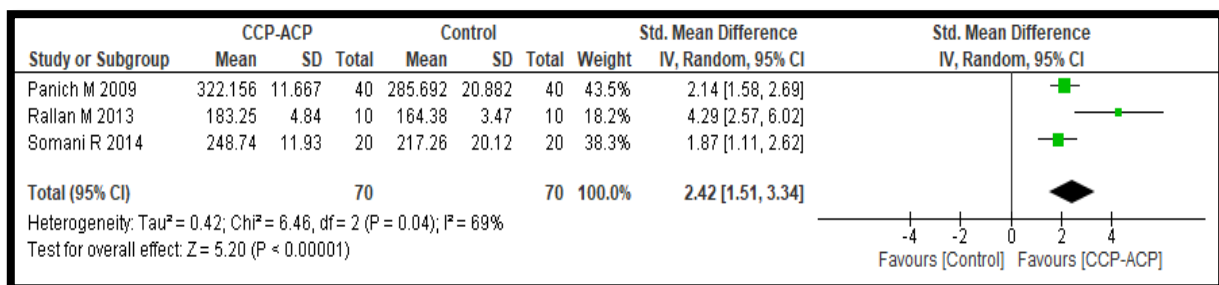 CCP-ACP Control Std. Mean Difference Std. Mean Difference
Study or Subgroup Mean SD Total Mean SD Total Weight IV, Random, 95% CI IV, Random, 95% CI
Panich M 2009 322.156 11.667 40 285.692 20.882 40 43.5% 2.14 [1.58, 2.69]
Rallan M 2013 183.25 4.84 10 164.38 3.47 10 18.2% 4.29 [2.57, 6.02]
Somani R 2014 248.74 11.93 20 217.26 20.12 20 38.3% 1.87 [1.11, 2.62]
Total (95% CI) 70 70 100.0% 2.42 [1.51, 3.34]
Heterogeneity: Tau² = 0.42; Chi² = 6.46, df = 2 (P = 0.04); I² = 69%
Test for overall effect: Z = 5.20 (P < 0.00001)
-4 -2 0 2 4
Favours [Control] Favours [CCP-ACP]